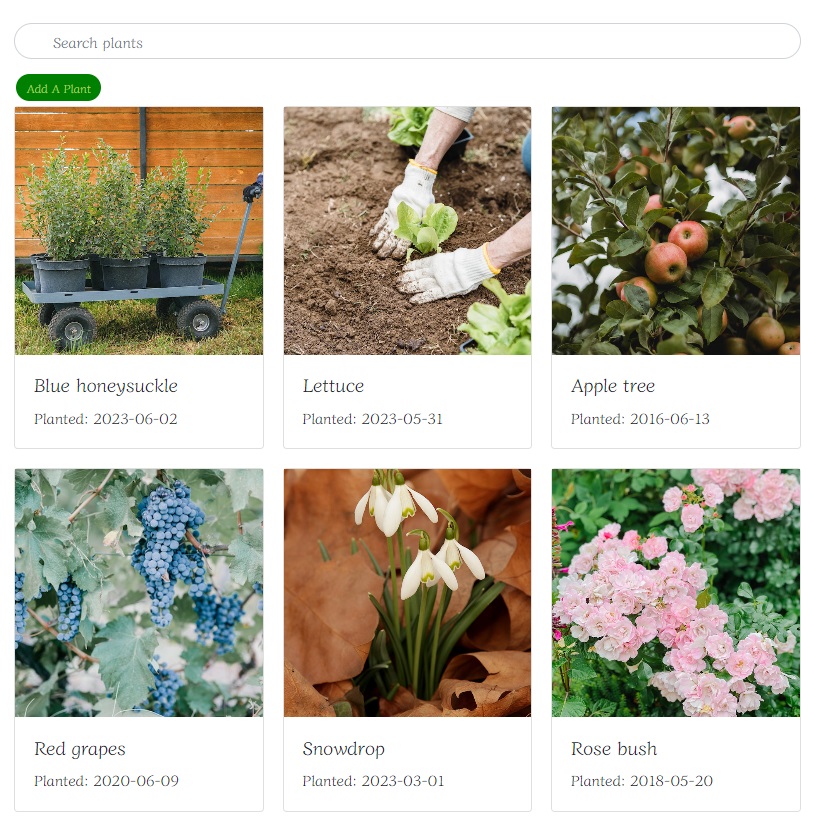 Search plants
Add A Plant
Blue honeysuckle
Planted: 2023-06-02
Lettuce
Planted: 2023-05-31
Apple tree
Planted: 2016-06-13
Red grapes
Planted: 2020-06-09
Snowdrop
Planted: 2023-03-01
Rose bush
Planted: 2018-05-20